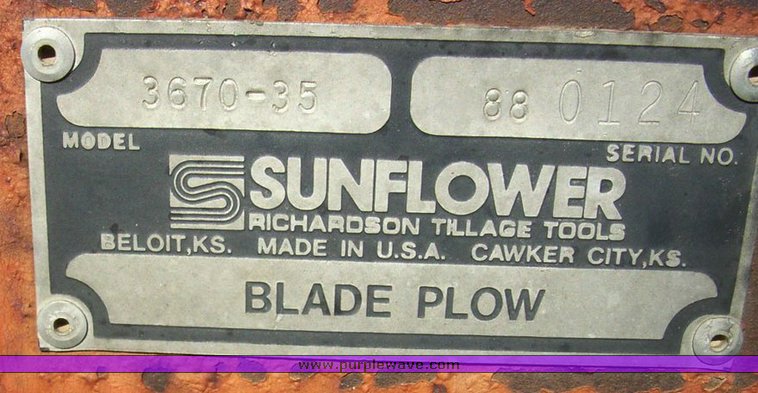 3670-35 88 0124
MODEL SERIAL NO.
SUNFLOWER
RICHARDSON TILLAGE TOOLS
BELOIT,KS. MADE IN U.S.A. CAWKER CITY,KS.
BLADE PLOW
www.purplewave.com